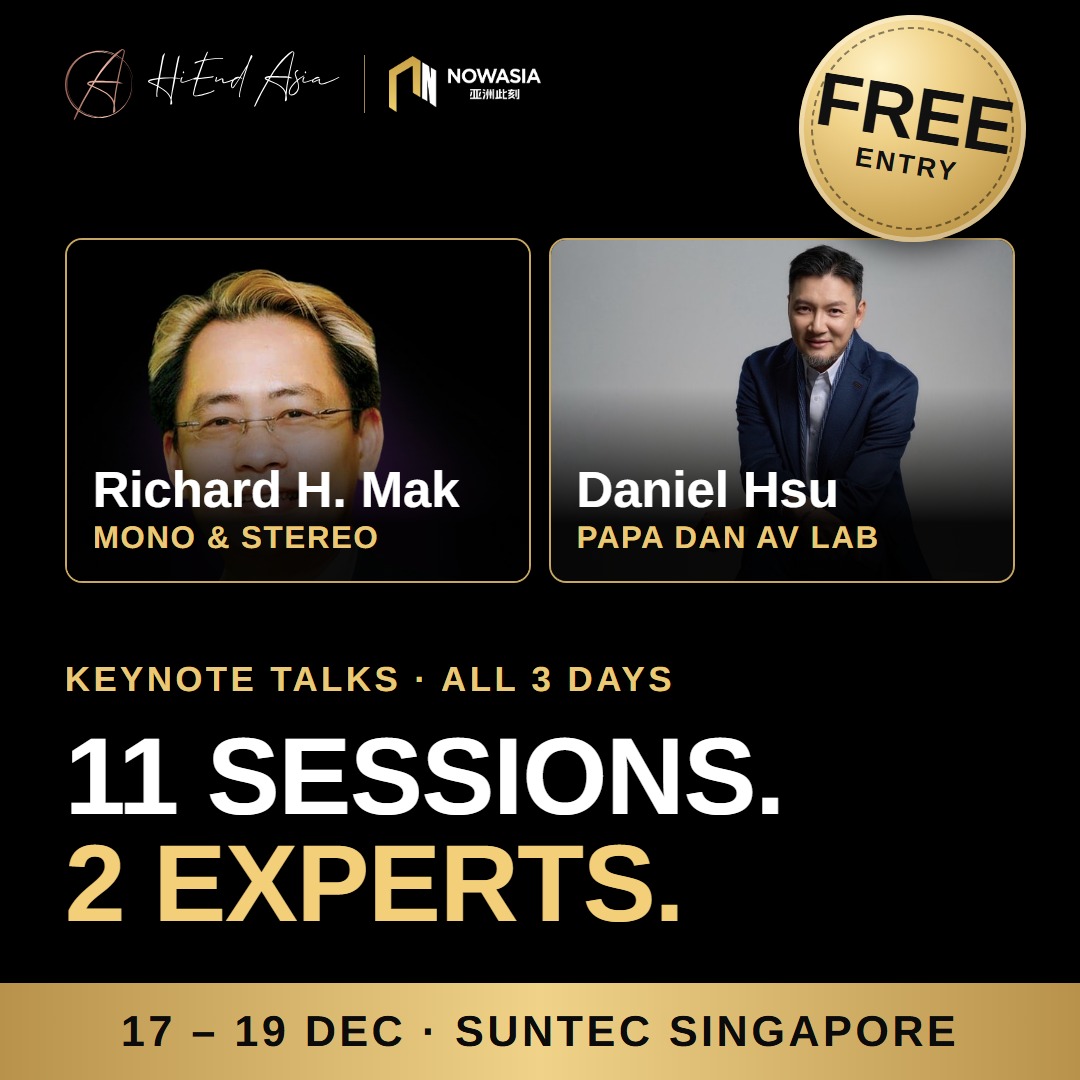 HiEnd Asia
NOWASIA
亚洲此刻
FREE
ENTRY
Richard H. Mak
MONO & STEREO
Daniel Hsu
PAPA DAN AV LAB
KEYNOTE TALKS · ALL 3 DAYS
11 SESSIONS.
2 EXPERTS.
17 – 19 DEC · SUNTEC SINGAPORE